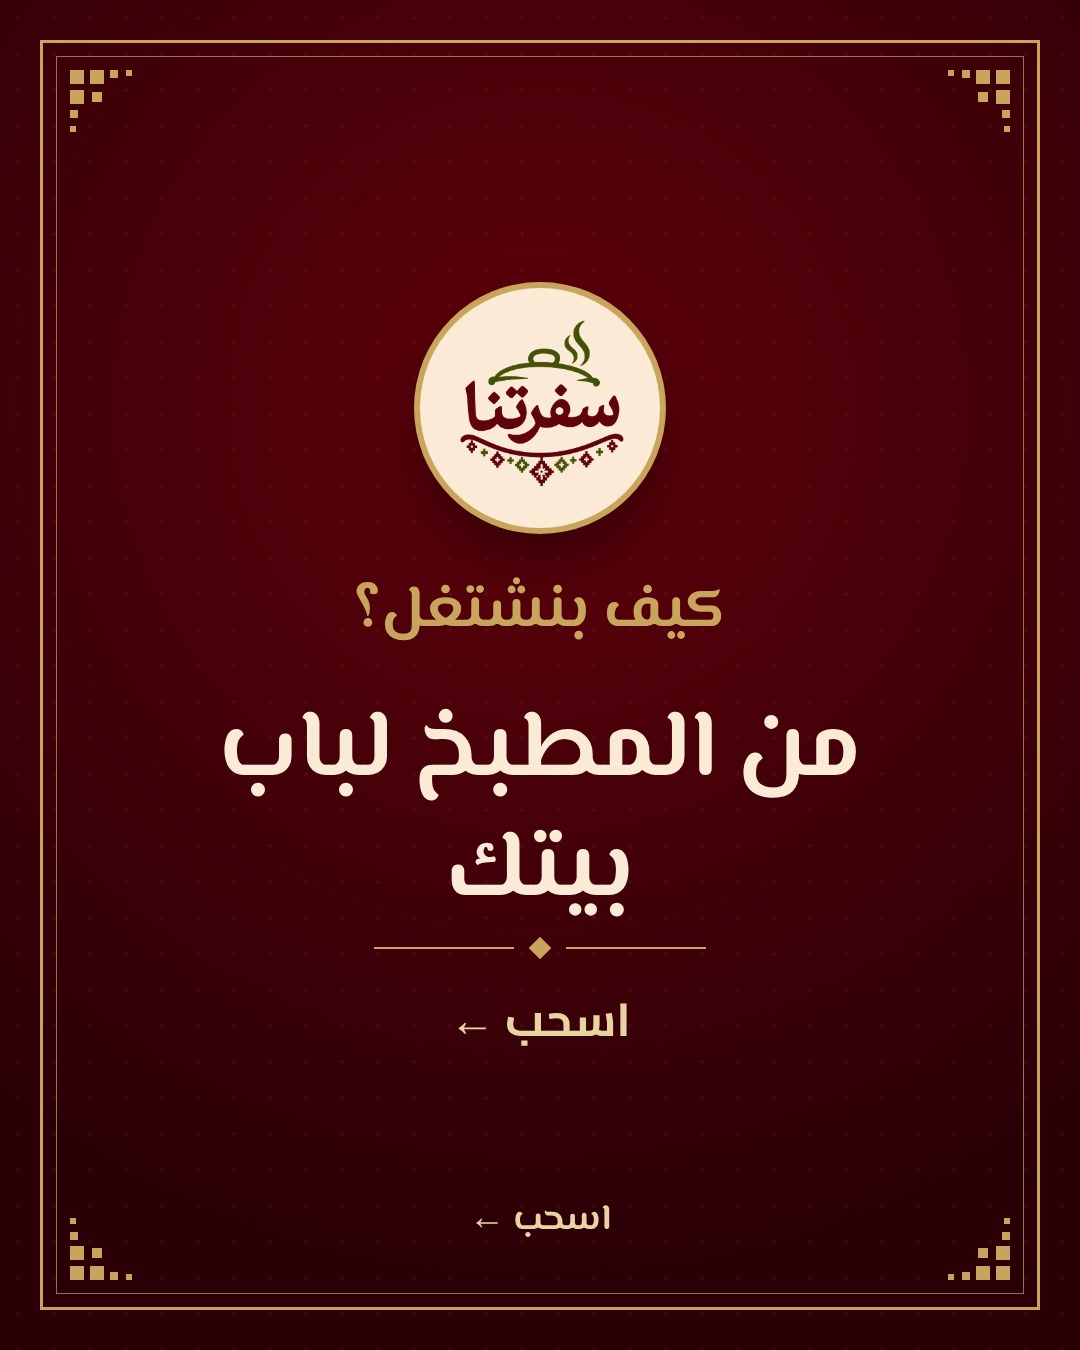 سفرتنا
كيف بنشتغل؟
من المطبخ لباب
بيتك
اسحب ←
اسحب ←